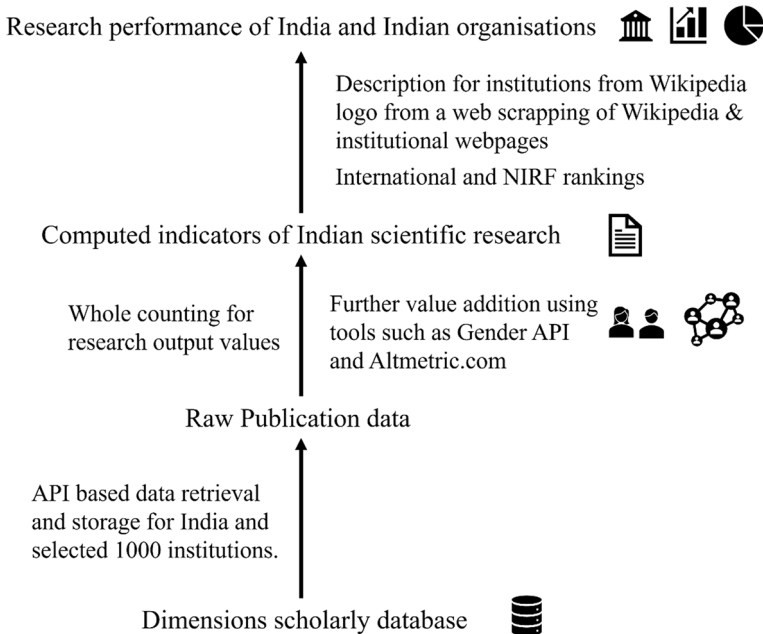 Research performance of India and Indian organisations
Description for institutions from Wikipedia
logo from a web scrapping of Wikipedia &
institutional webpages
International and NIRF rankings
Computed indicators of Indian scientific research
Whole counting for
research output values
Further value addition using
tools such as Gender API
and Altmetric.com
Raw Publication data
API based data retrieval
and storage for India and
selected 1000 institutions.
Dimensions scholarly database